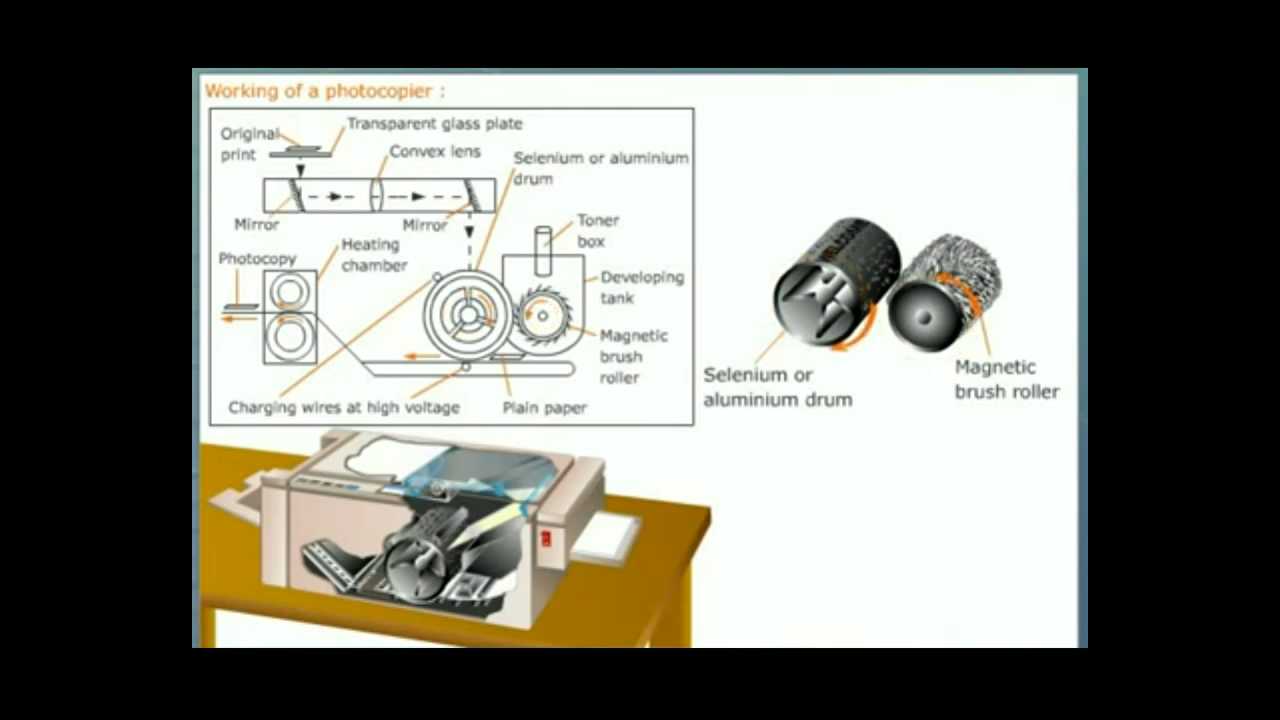 Working of a photocopier :
Original
print
Transparent glass plate
Convex lens
Selenium or aluminium
drum
Mirror
Mirror
Toner
box
Photocopy
Heating
chamber
Developing
tank
Magnetic
brush
roller
Charging wires at high voltage
Plain paper
Selenium or
aluminium drum
Magnetic
brush roller